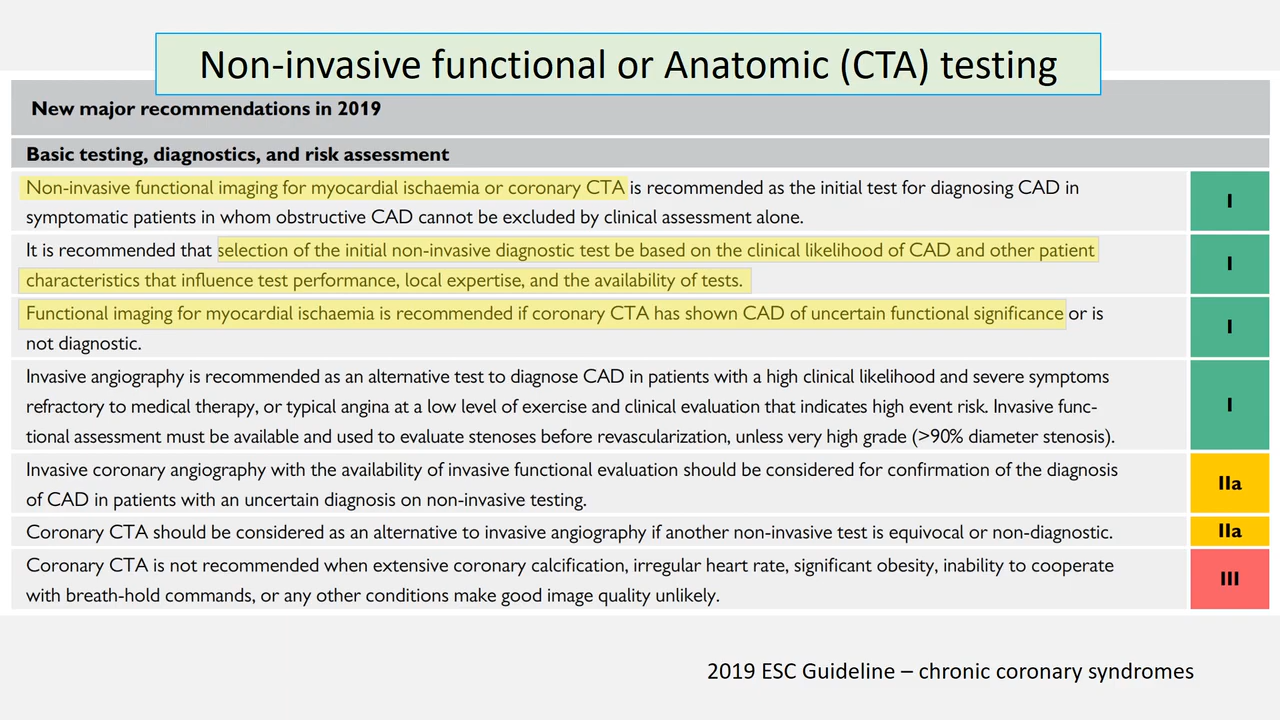 Non-invasive functional or Anatomic (CTA) testing
New major recommendations in 2019
Basic testing, diagnostics, and risk assessment
Non-invasive functional imaging for myocardial ischaemia or coronary CTA is recommended as the initial test for diagnosing CAD in
symptomatic patients in whom obstructive CAD cannot be excluded by clinical assessment alone.
I
It is recommended that selection of the initial non-invasive diagnostic test be based on the clinical likelihood of CAD and other patient
characteristics that influence test performance, local expertise, and the availability of tests.
I
Functional imaging for myocardial ischaemia is recommended if coronary CTA has shown CAD of uncertain functional significance or is
not diagnostic.
I
Invasive angiography is recommended as an alternative test to diagnose CAD in patients with a high clinical likelihood and severe symptoms
refractory to medical therapy, or typical angina at a low level of exercise and clinical evaluation that indicates high event risk. Invasive func-
tional assessment must be available and used to evaluate stenoses before revascularization, unless very high grade (>90% diameter stenosis).
I
Invasive coronary angiography with the availability of invasive functional evaluation should be considered for confirmation of the diagnosis
of CAD in patients with an uncertain diagnosis on non-invasive testing.
IIa
Coronary CTA should be considered as an alternative to invasive angiography if another non-invasive test is equivocal or non-diagnostic.
IIa
Coronary CTA is not recommended when extensive coronary calcification, irregular heart rate, significant obesity, inability to cooperate
with breath-hold commands, or any other conditions make good image quality unlikely.
III
2019 ESC Guideline – chronic coronary syndromes